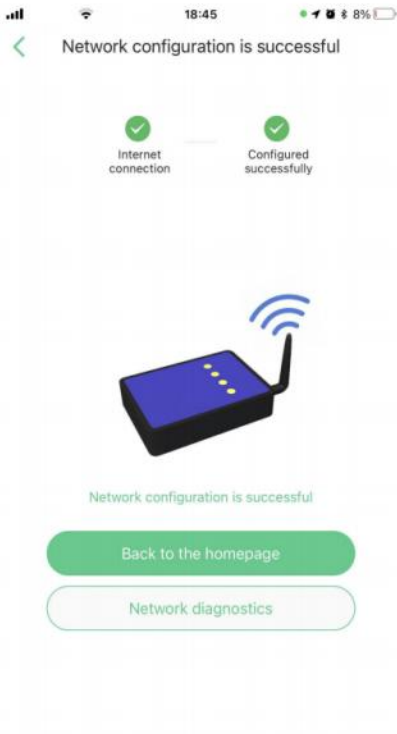 18:45
8%
Network configuration is successful
Internet
connection
Configured
successfully
Network configuration is successful
Back to the homepage
Network diagnostics